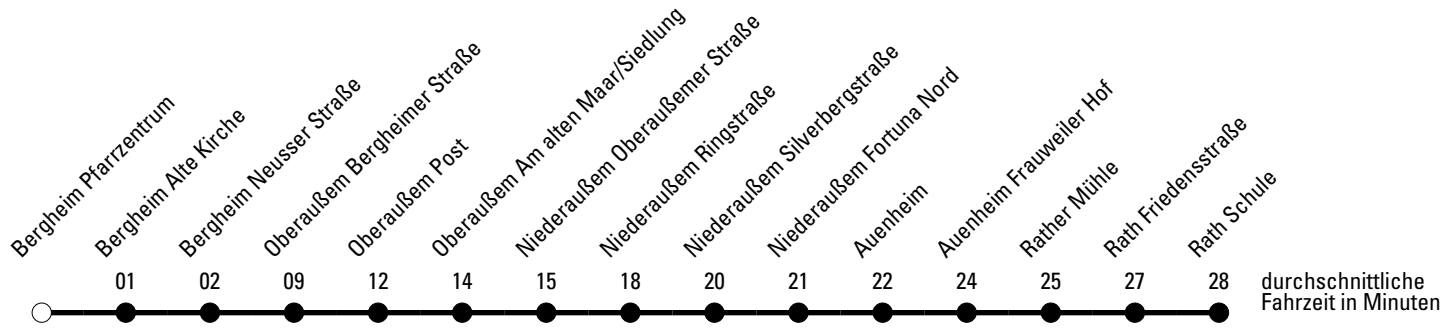 Bergheim Pfarrzentrum
Bergheim Alte Kirche
Bergheim Neusser Straße
Oberaußem Bergheimer Straße
Oberaußem Post
Oberaußem Am alten Maar/Siedlung
Niederaußem Oberaußemer Straße
Niederaußem Ringstraße
Niederaußem Silverbergstraße
Niederaußem Fortuna Nord
Auenheim
Auenheim Frauweiler Hof
Rather Mühle
Rath Friedensstraße
Rath Schule
01 02 09 12 14 15 18 20 21 22 24 25 27 28
durchschnittliche
Fahrzeit in Minuten